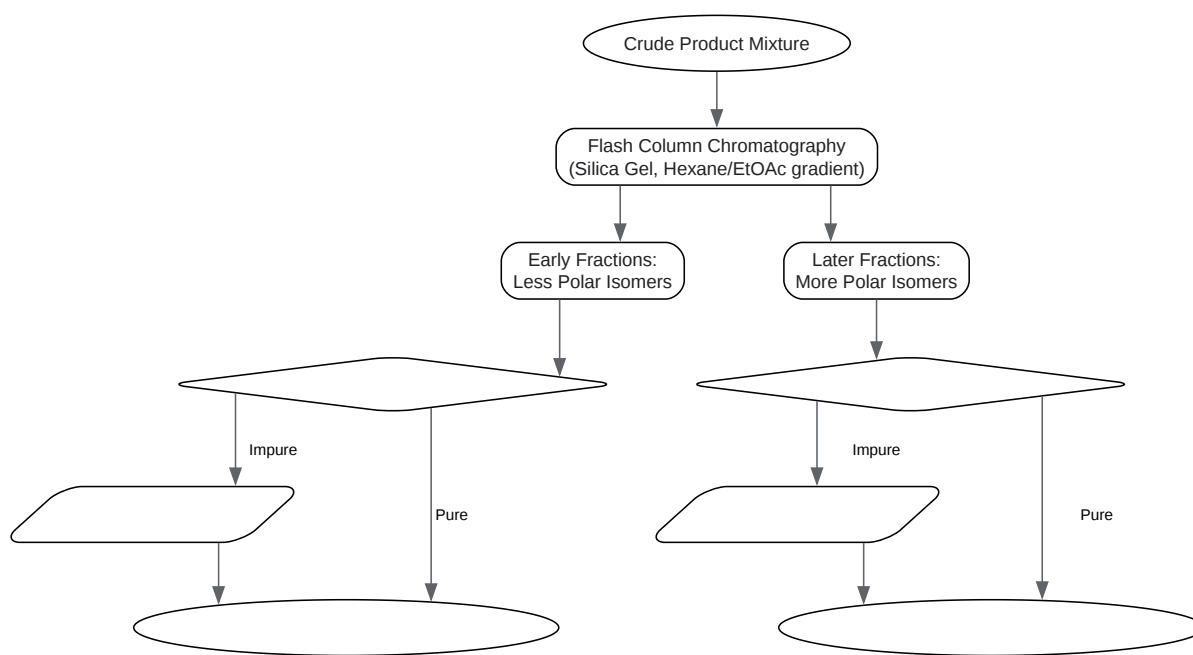 Crude Product Mixture
Flash Column Chromatography
(Silica Gel, Hexane/EtOAc gradient)
Early Fractions:
Less Polar Isomers
Later Fractions:
More Polar Isomers
Impure
Impure
Pure
Pure